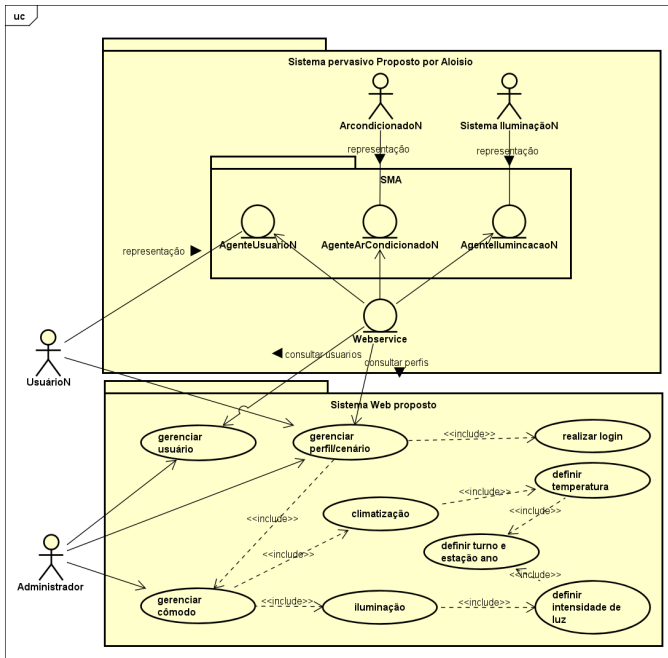 uc
Sistema pervasivo Proposto por Aloisio
ArcondicionadoN
Sistema IluminaçãoN
representação
representação
SMA
AgenteUsuarioN
AgenteArCondicionadoN
AgenteIlumincacaoN
representação
Webservice
consultar usuarios
consultar perfis
UsuárioN
Sistema Web proposto
gerenciar
usuário
gerenciar
perfil/cenário
<<include>>
realizar login
definir
temperatura
<<include>>
climatização
<<include>>
<<include>>
definir turno e
estação ano
<<include>>
<<include>>
Administrador
gerenciar
cômodo
<<include>>
iluminação
<<include>>
definir
intensidade de
luz